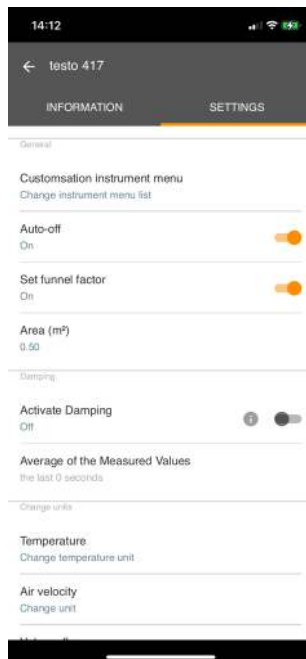 14:12
testo 417
INFORMATION SETTINGS
General
Customsation instrument menu
Change instrument menu list
Auto-off
On
Set funnel factor
On
Area (m²)
0.50
Damping
Activate Damping
Off
Average of the Measured Values
the last 0 seconds
Change units
Temperature
Change temperature unit
Air velocity
Change unit